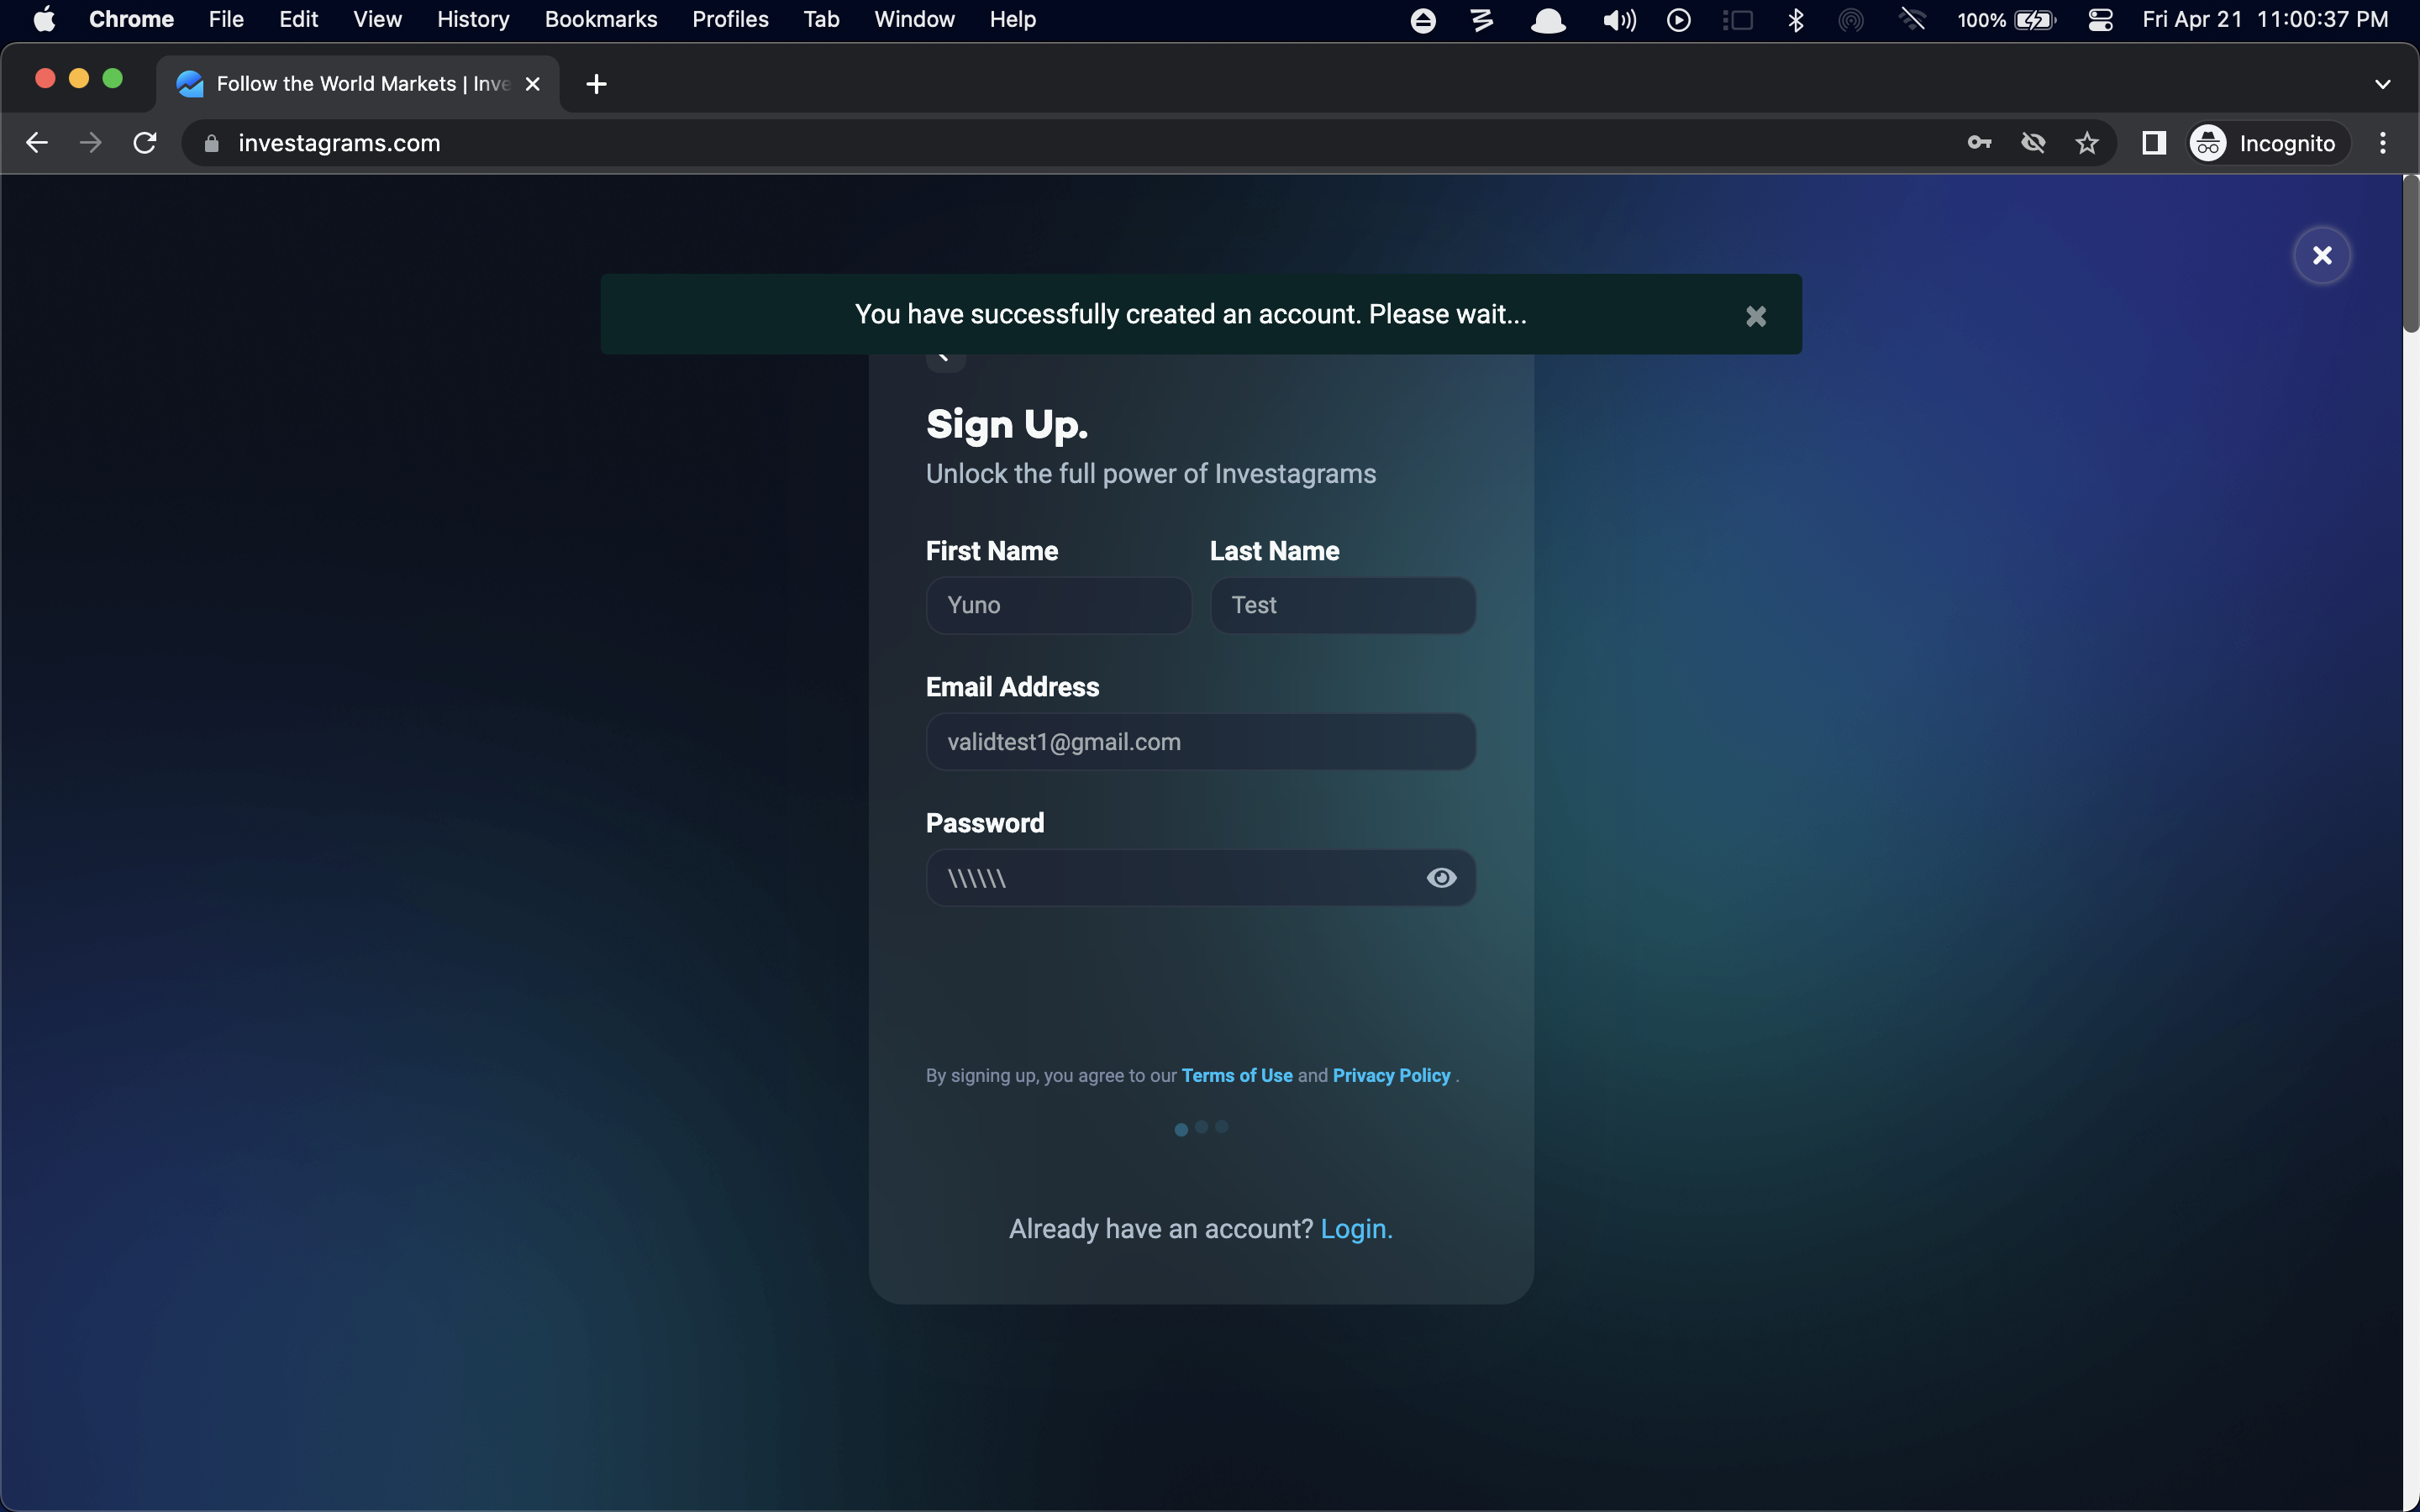 Chrome File Edit View History Bookmarks Profiles Tab Window Help 100% Fri Apr 21 11:00:37 PM
Follow the World Markets | Inve
investagrams.com Incognito
You have successfully created an account. Please wait...
Sign Up.
Unlock the full power of Investagrams
First Name Last Name
Yuno Test
Email Address
validtest1@gmail.com
Password
\\\\\\
By signing up, you agree to our Terms of Use and Privacy Policy .
Already have an account? Login.